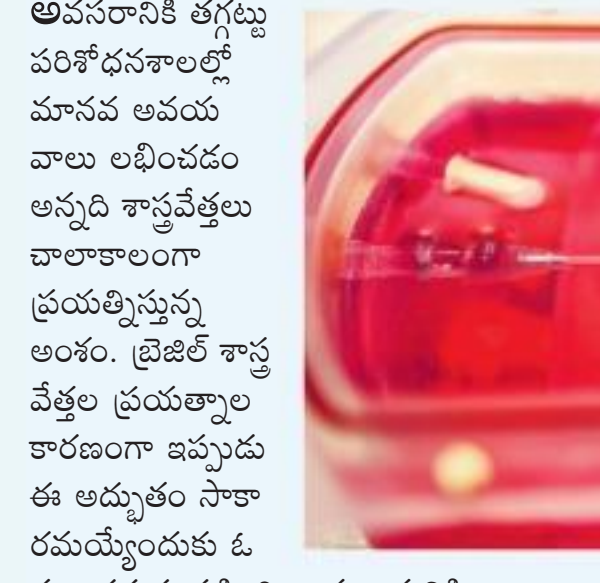 అవసరానికి తగ్గట్టు
పరిశోధనశాలల్లో
మానవ అవయ
వాలు లభించడం
అన్నది శాస్త్రవేత్తలు
చాలాకాలంగా
ప్రయత్నిస్తున్న
అంశం. బ్రెజిల్ శాస్త్ర
వేత్తల ప్రయత్నాల
కారణంగా ఇప్పుడు
ఈ అద్భుతం సాకా
రమయ్యేందుకు ఓ